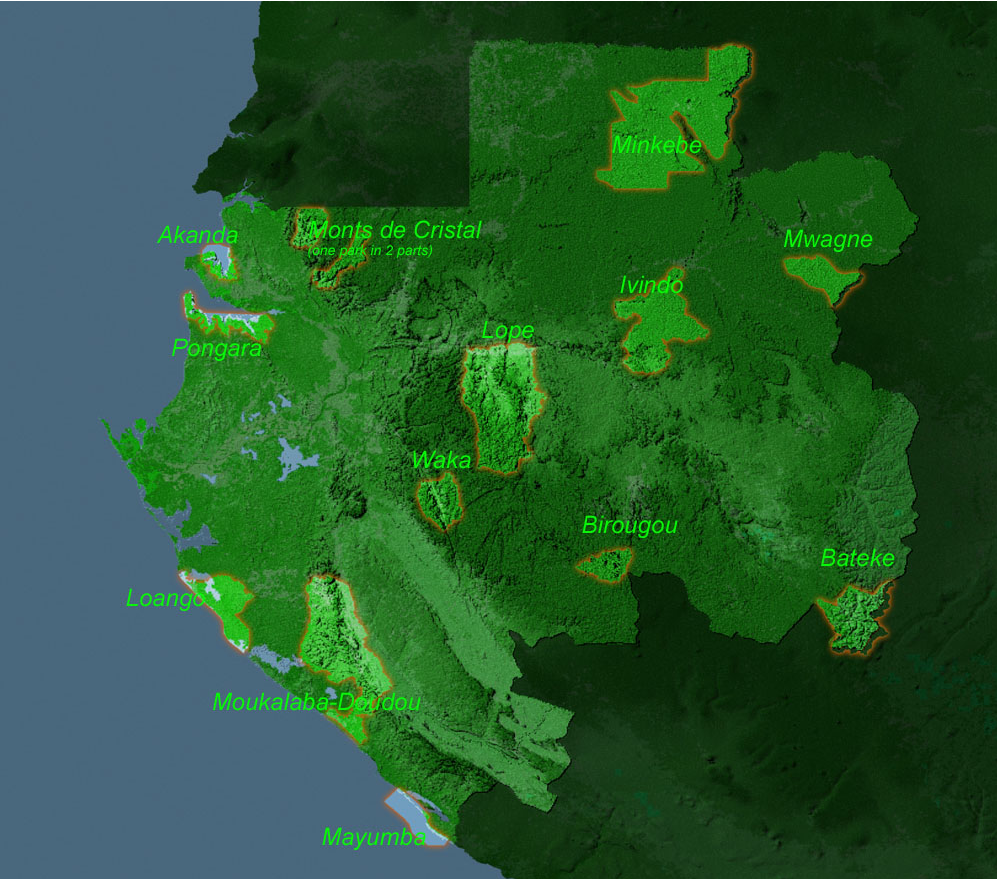 Minkebe
Akanda
Monts de Cristal
(one park in 2 parts)
Mwagne
Ivindo
Lope
Pongara
Waka
Birougou
Bateke
Loango
Moukalaba-Doudou
Mayumba